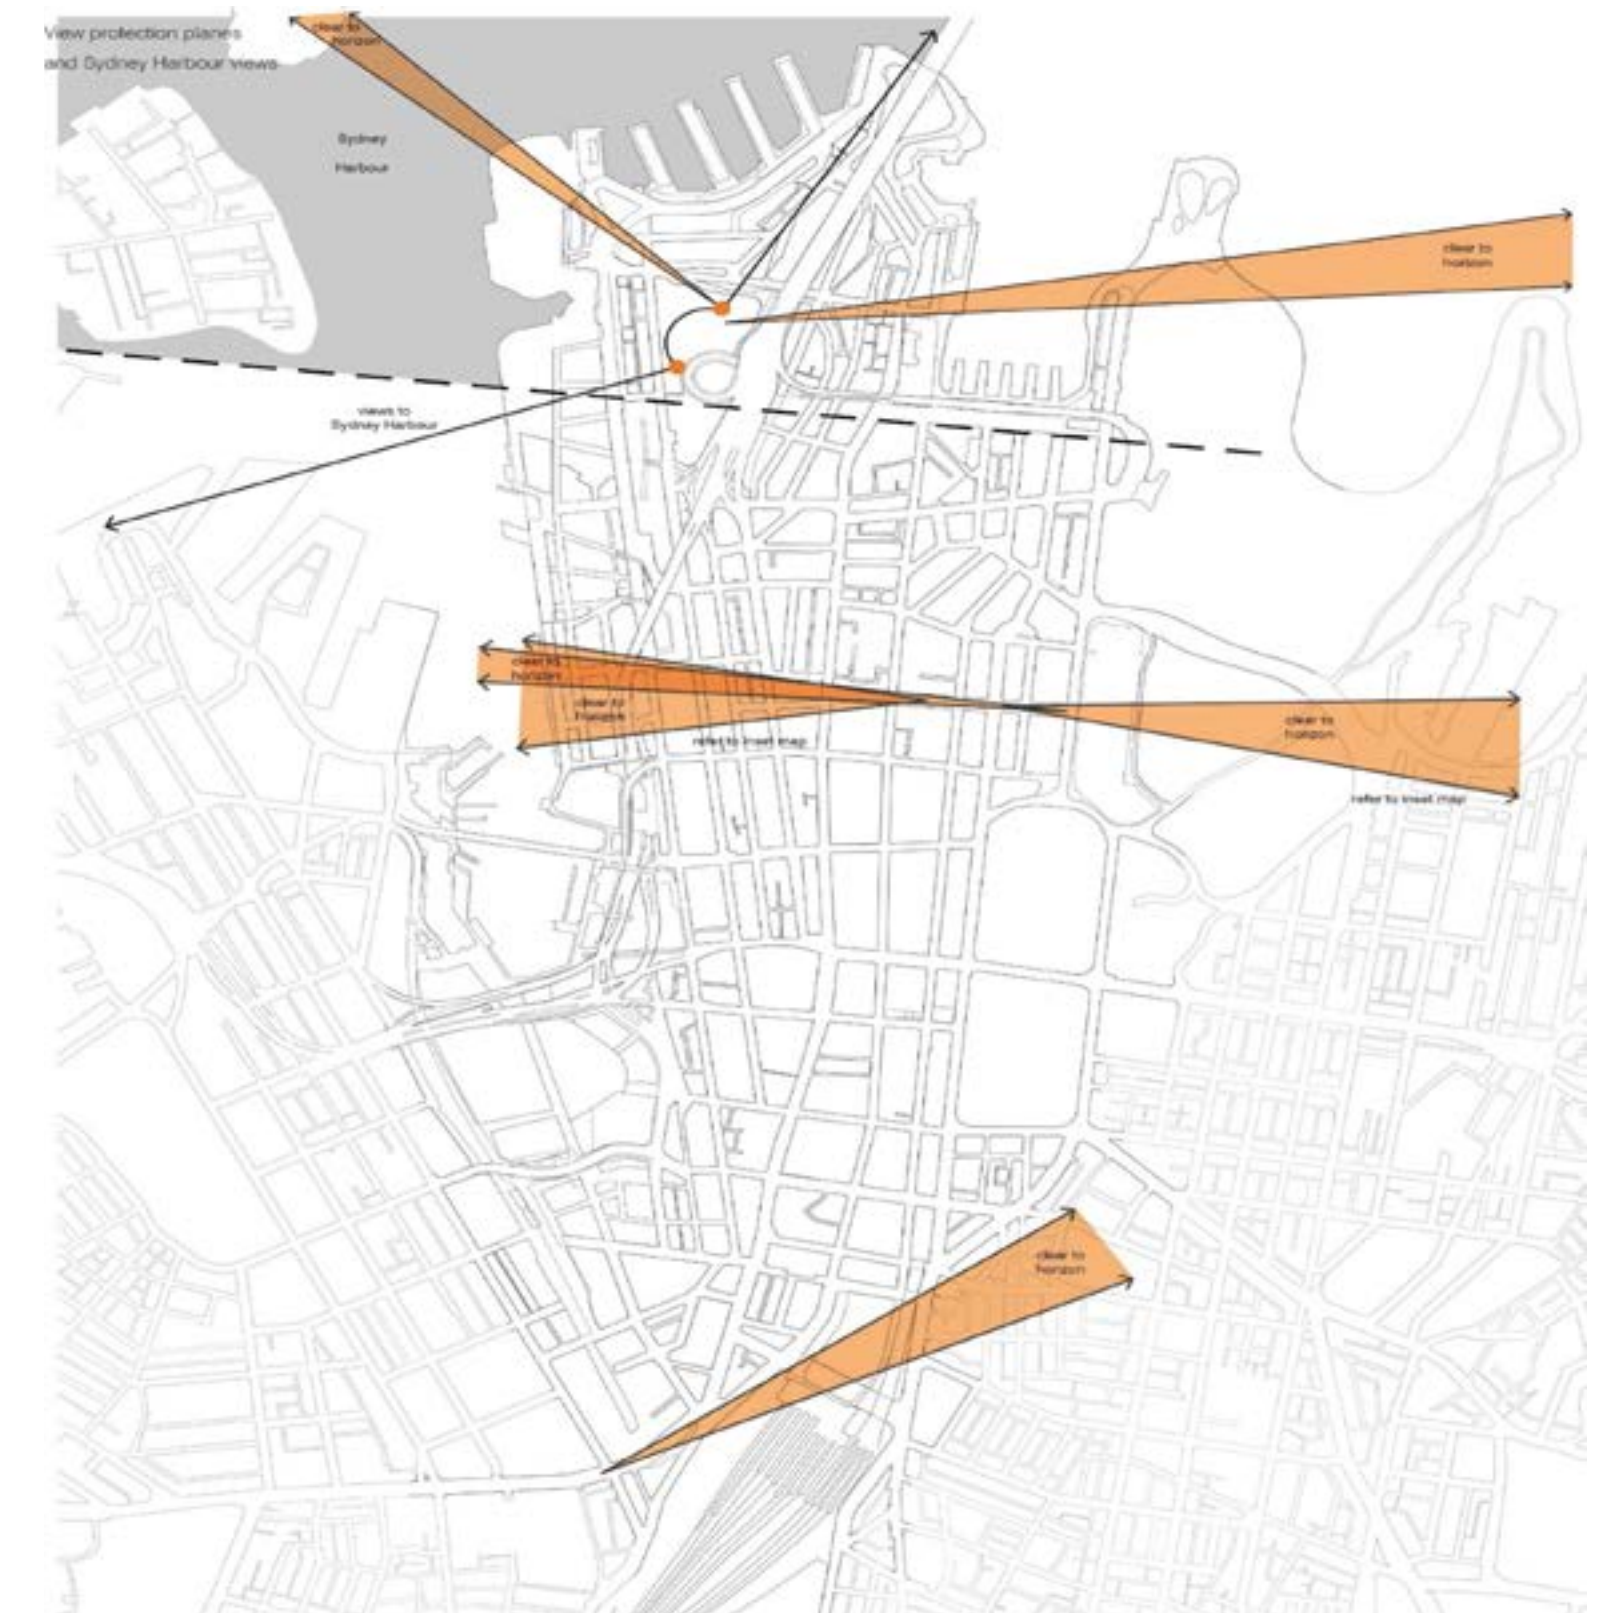 View protection planes
and Sydney Harbour views
clear to
horizon
Sydney
Harbour
clear to
horizon
views to
Sydney Harbour
clear to
horizon
clear to
horizon
refer to inset map
clear to
horizon
refer to inset map
clear to
horizon